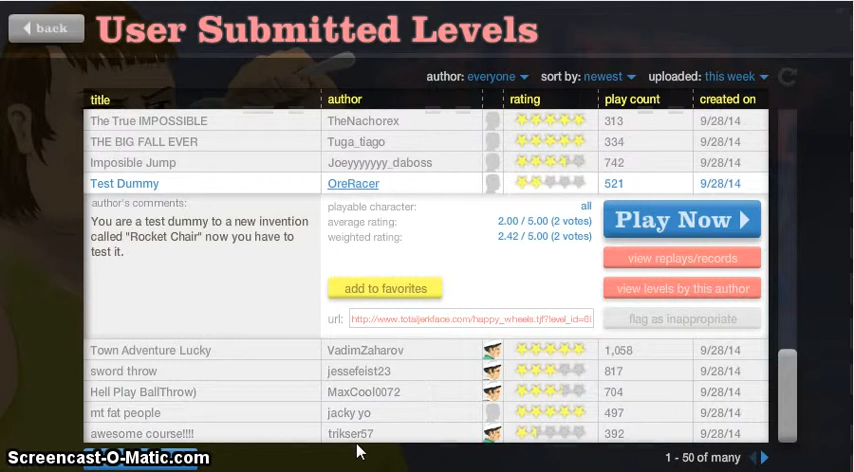 back
User Submitted Levels
author: everyone sort by: newest uploaded: this week
title author rating play count created on
The True IMPOSSIBLE TheNachorex 313 9/28/14
THE BIG FALL EVER Tuga_tiago 334 9/28/14
Imposible Jump Joeyyyyyyy_daboss 742 9/28/14
Test Dummy OreRacer 521 9/28/14
author's comments:
You are a test dummy to a new invention
called "Rocket Chair" now you have to
test it.
playable character: all
average rating: 2.00 / 5.00 (2 votes)
weighted rating: 2.42 / 5.00 (2 votes)
add to favorites
url: http://www.totaljerkface.com/happy_wheels.tjf?level_id=8
Play Now
view replays/records
view levels by this author
flag as inappropriate
Town Adventure Lucky VadimZaharov 1,058 9/28/14
sword throw jessefeist23 817 9/28/14
Hell Play BallThrow) MaxCool0072 704 9/28/14
mt fat people jacky yo 497 9/28/14
awesome course!!!! trikser57 392 9/28/14
Screencast-O-Matic.com
1 - 50 of many